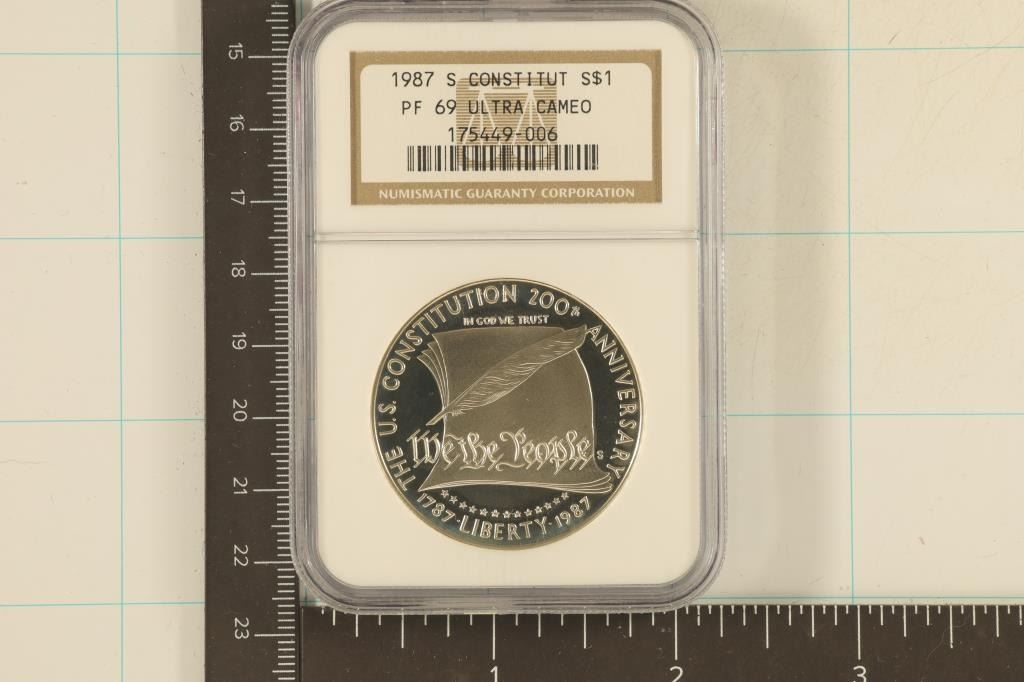 1987 S CONSTITUT S$1
PF 69 ULTRA CAMEO
175449-006
NUMISMATIC GUARANTY CORPORATION
THE U.S. CONSTITUTION 200th ANNIVERSARY
IN GOD WE TRUST
We the People
S
1787·LIBERTY·1987
15
16
17
18
19
20
21
22
23
1
2
3